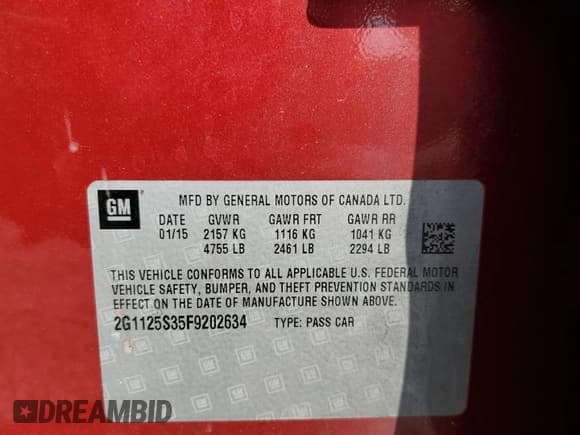 GM
MFD BY GENERAL MOTORS OF CANADA LTD.
DATE GVWR GAWR FRT GAWR RR
01/15 2157 KG 1116 KG 1041 KG
4755 LB 2461 LB 2294 LB
THIS VEHICLE CONFORMS TO ALL APPLICABLE U.S. FEDERAL MOTOR
VEHICLE SAFETY, BUMPER, AND THEFT PREVENTION STANDARDS IN
EFFECT ON THE DATE OF MANUFACTURE SHOWN ABOVE.
2G1125S35F9202634 TYPE: PASS CAR
DREAMBID